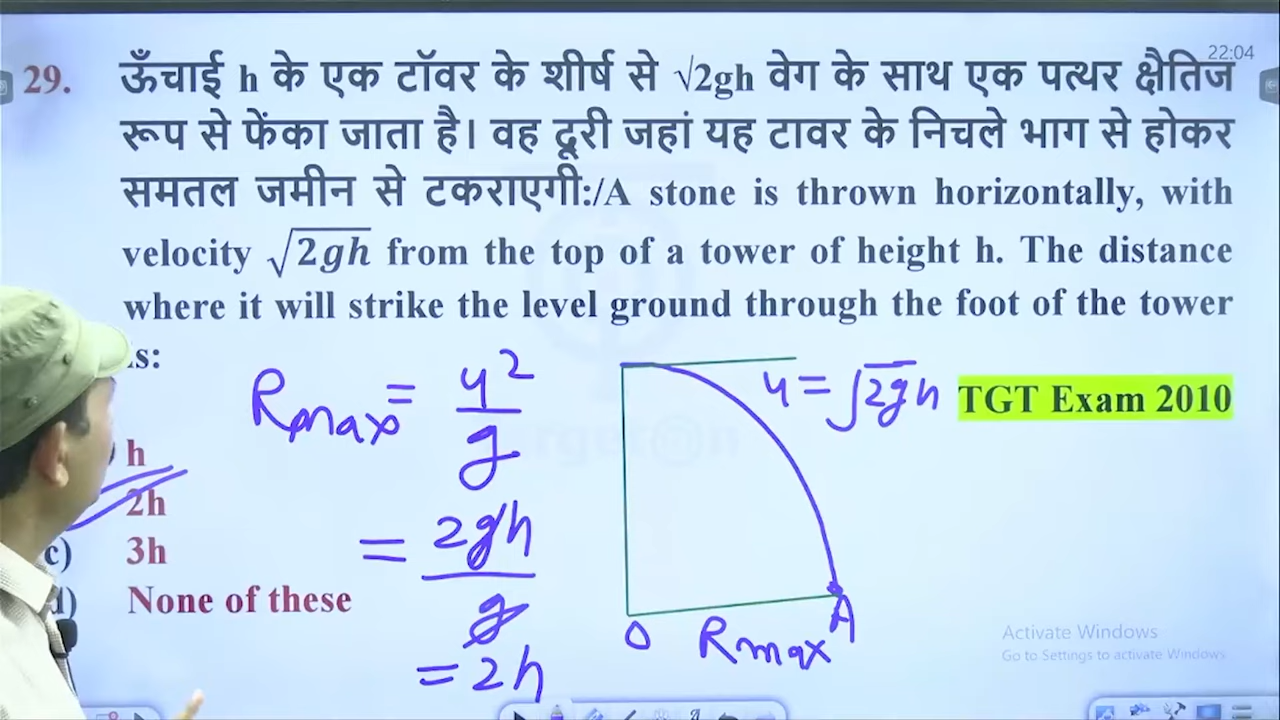 22:04
29. ऊँचाई h के एक टॉवर के शीर्ष से √2gh वेग के साथ एक पत्थर क्षैतिज
रूप से फेंका जाता है। वह दूरी जहां यह टावर के निचले भाग से होकर
समतल जमीन से टकराएगी:/A stone is thrown horizontally, with
velocity √2gh from the top of a tower of height h. The distance
where it will strike the level ground through the foot of the tower
is:
h
2h
c) 3h
d) None of these
Rmax = u²/g
= 2gh/g
= 2h
u = √2gh
TGT Exam 2010
O Rmax A
Activate Windows
Go to Settings to activate Windows